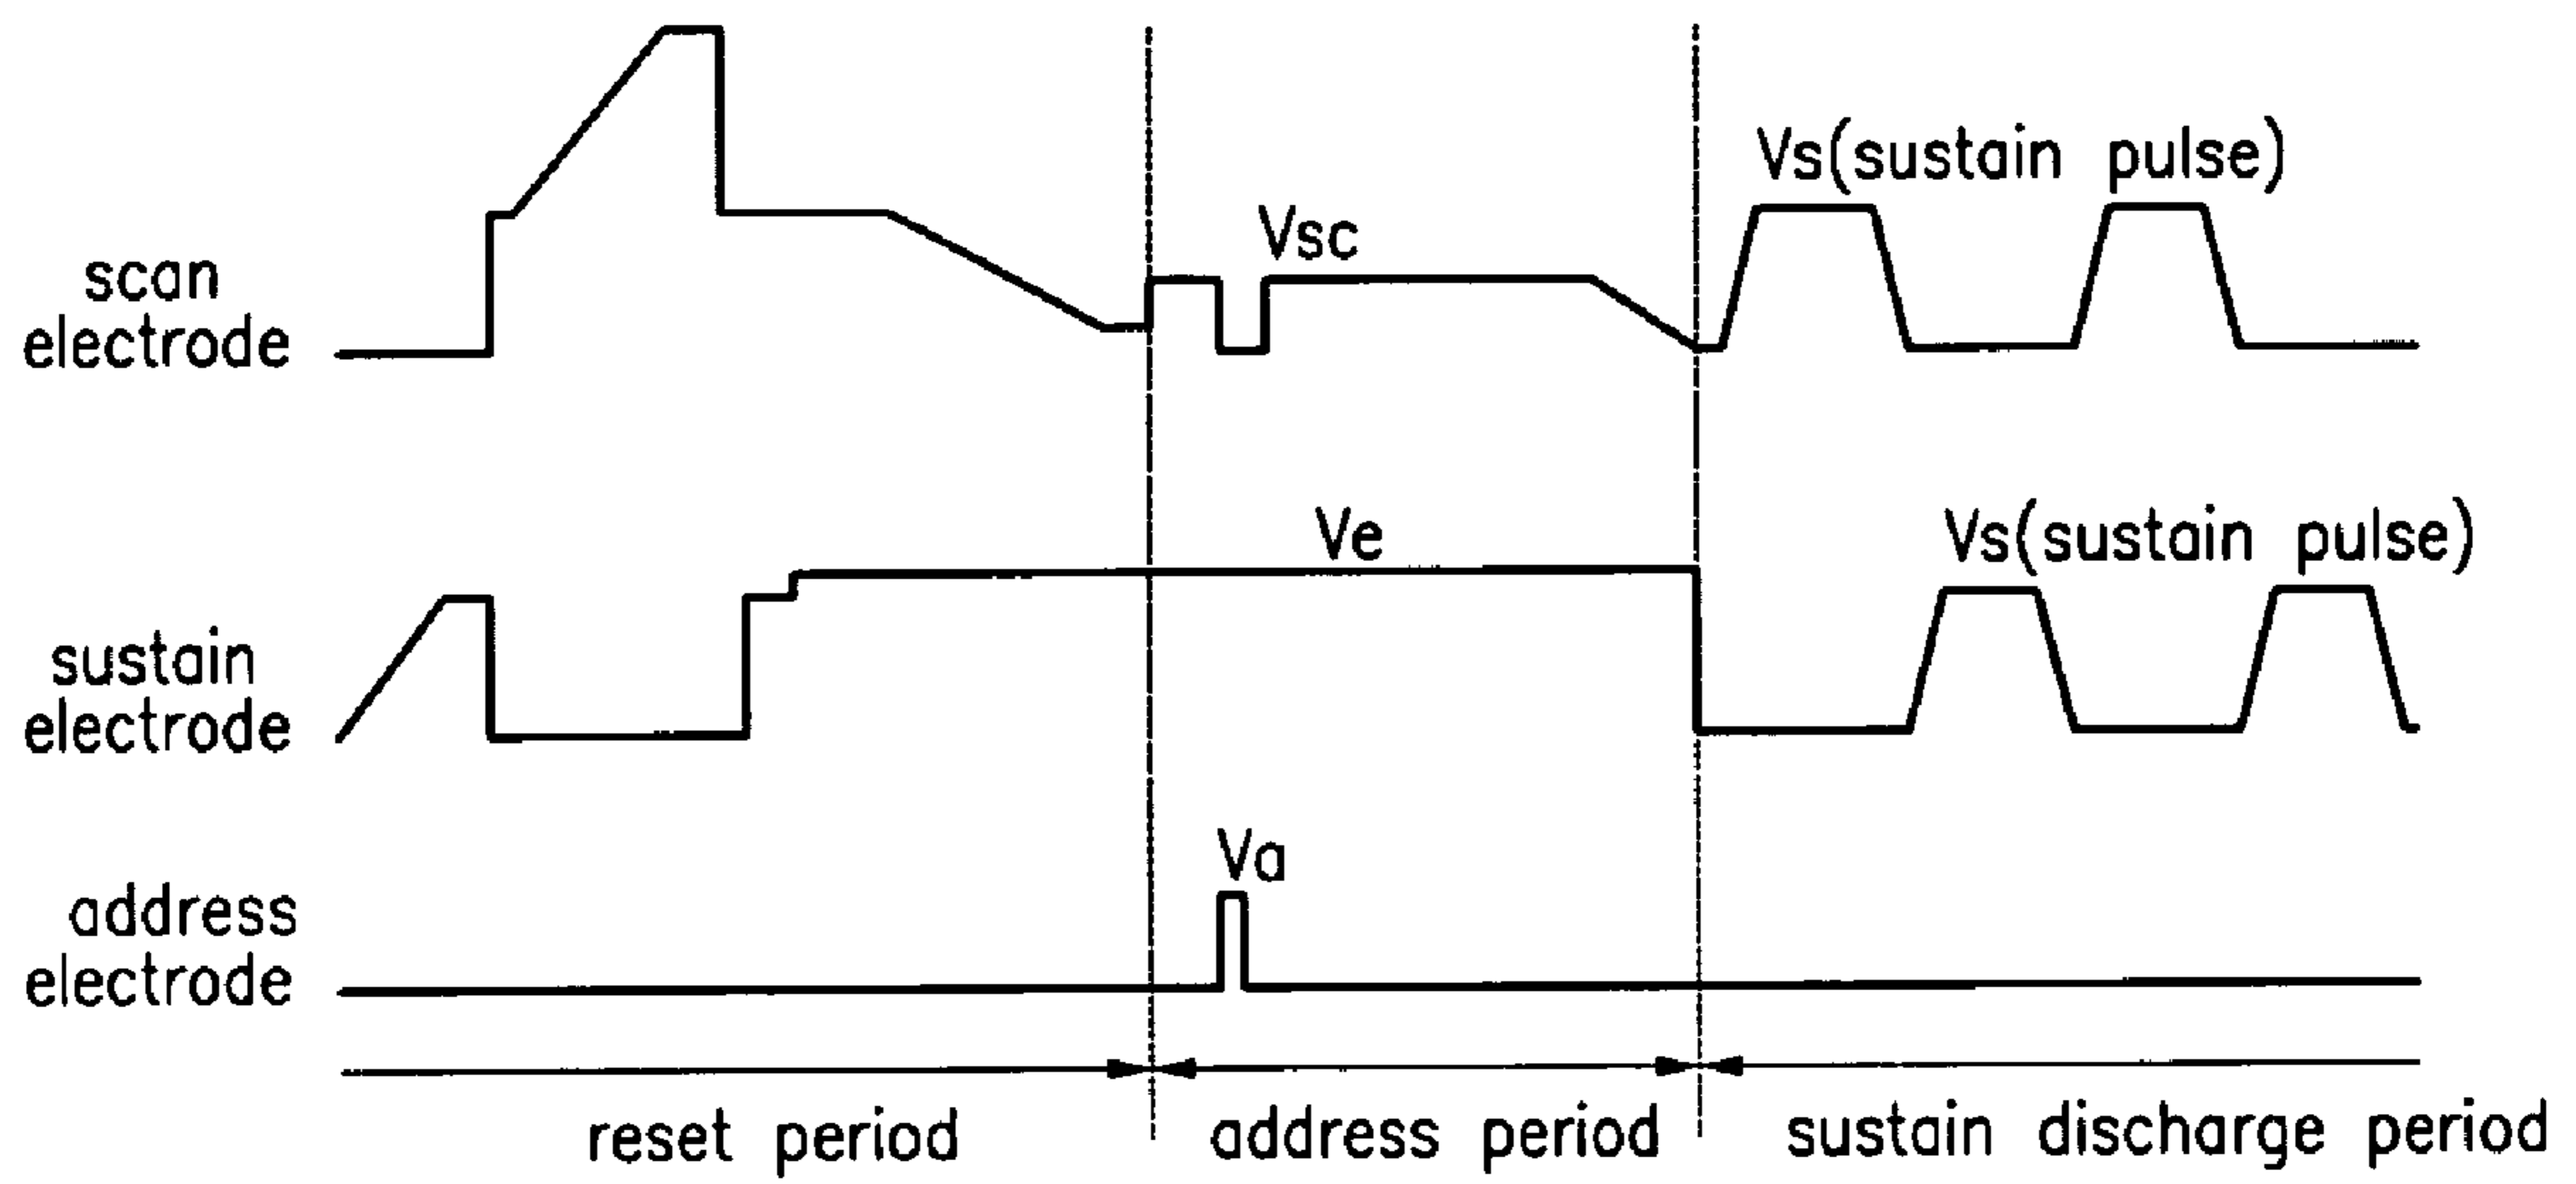 Vs(sustain pulse)
Vsc
scan
electrode
Ve
Vs(sustain pulse)
sustain
electrode
Va
address
electrode
reset period
address period
sustain discharge period